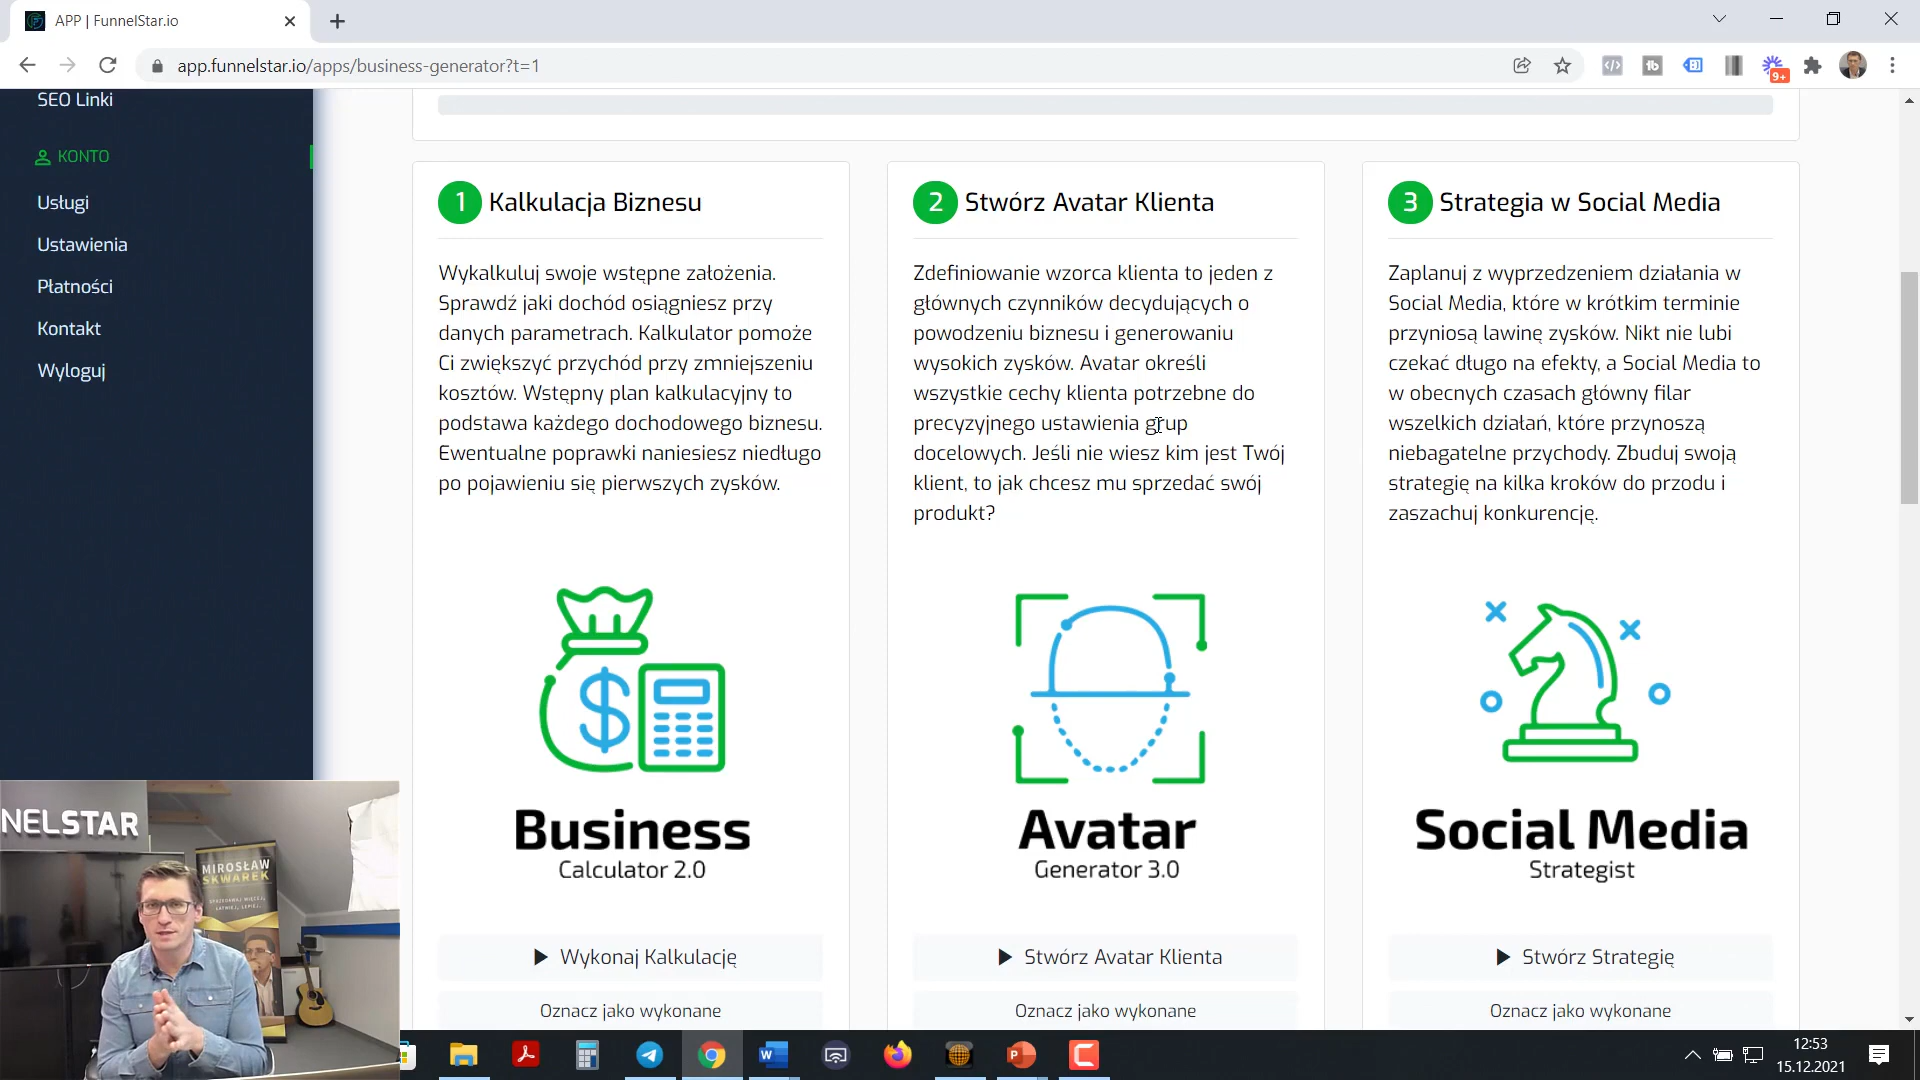 APP | FunnelStar.io
app.funnelstar.io/apps/business-generator?t=1
9+
SEO Linki
KONTO
Usługi
Ustawienia
Płatności
Kontakt
Wyloguj
1 Kalkulacja Biznesu
Wykalkuluj swoje wstępne założenia.
Sprawdź jaki dochód osiągniesz przy
danych parametrach. Kalkulator pomoże
Ci zwiększyć przychód przy zmniejszeniu
kosztów. Wstępny plan kalkulacyjny to
podstawa każdego dochodowego biznesu.
Ewentualne poprawki naniesiesz niedługo
po pojawieniu się pierwszych zysków.
Business
Calculator 2.0
Wykonaj Kalkulację
Oznacz jako wykonane
2 Stwórz Avatar Klienta
Zdefiniowanie wzorca klienta to jeden z
głównych czynników decydujących o
powodzeniu biznesu i generowaniu
wysokich zysków. Avatar określi
wszystkie cechy klienta potrzebne do
precyzyjnego ustawienia grup
docelowych. Jeśli nie wiesz kim jest Twój
klient, to jak chcesz mu sprzedać swój
produkt?
Avatar
Generator 3.0
Stwórz Avatar Klienta
Oznacz jako wykonane
3 Strategia w Social Media
Zaplanuj z wyprzedzeniem działania w
Social Media, które w krótkim terminie
przyniosą lawinę zysków. Nikt nie lubi
czekać długo na efekty, a Social Media to
w obecnych czasach główny filar
wszelkich działań, które przynoszą
niebagatelne przychody. Zbuduj swoją
strategię na kilka kroków do przodu i
zaszachuj konkurencję.
Social Media
Strategist
Stwórz Strategię
Oznacz jako wykonane
NELSTAR
MIROSŁAW
SKWAREK
12:53
15.12.2021